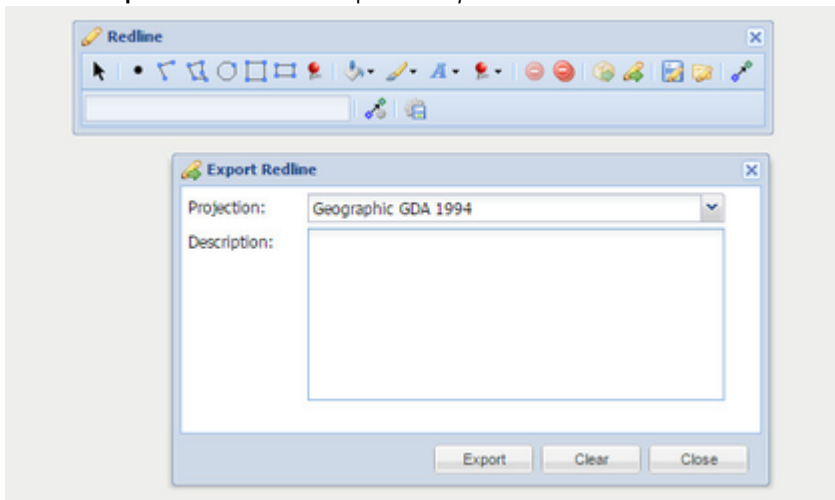 Redline
Export Redline
Projection: Geographic GDA 1994
Description:
Export Clear Close